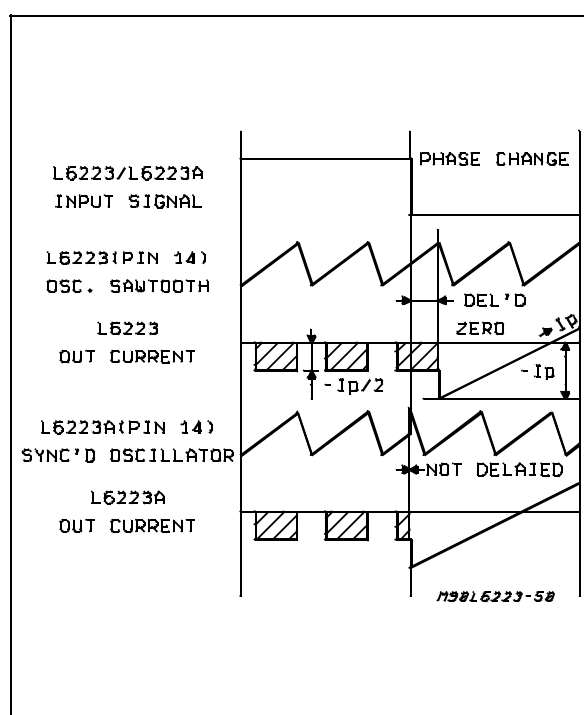 PHASE CHANGE
L6223/L6223A
INPUT SIGNAL
L6223(PIN 14)
OSC. SAWTOOTH
DEL'D
L6223
OUT CURRENT
ZERO
Ip
-Ip
-Ip/2
L6223A(PIN 14)
SYNC'D OSCILLATOR
NOT DELAIED
L6223A
OUT CURRENT
M98L6223-50